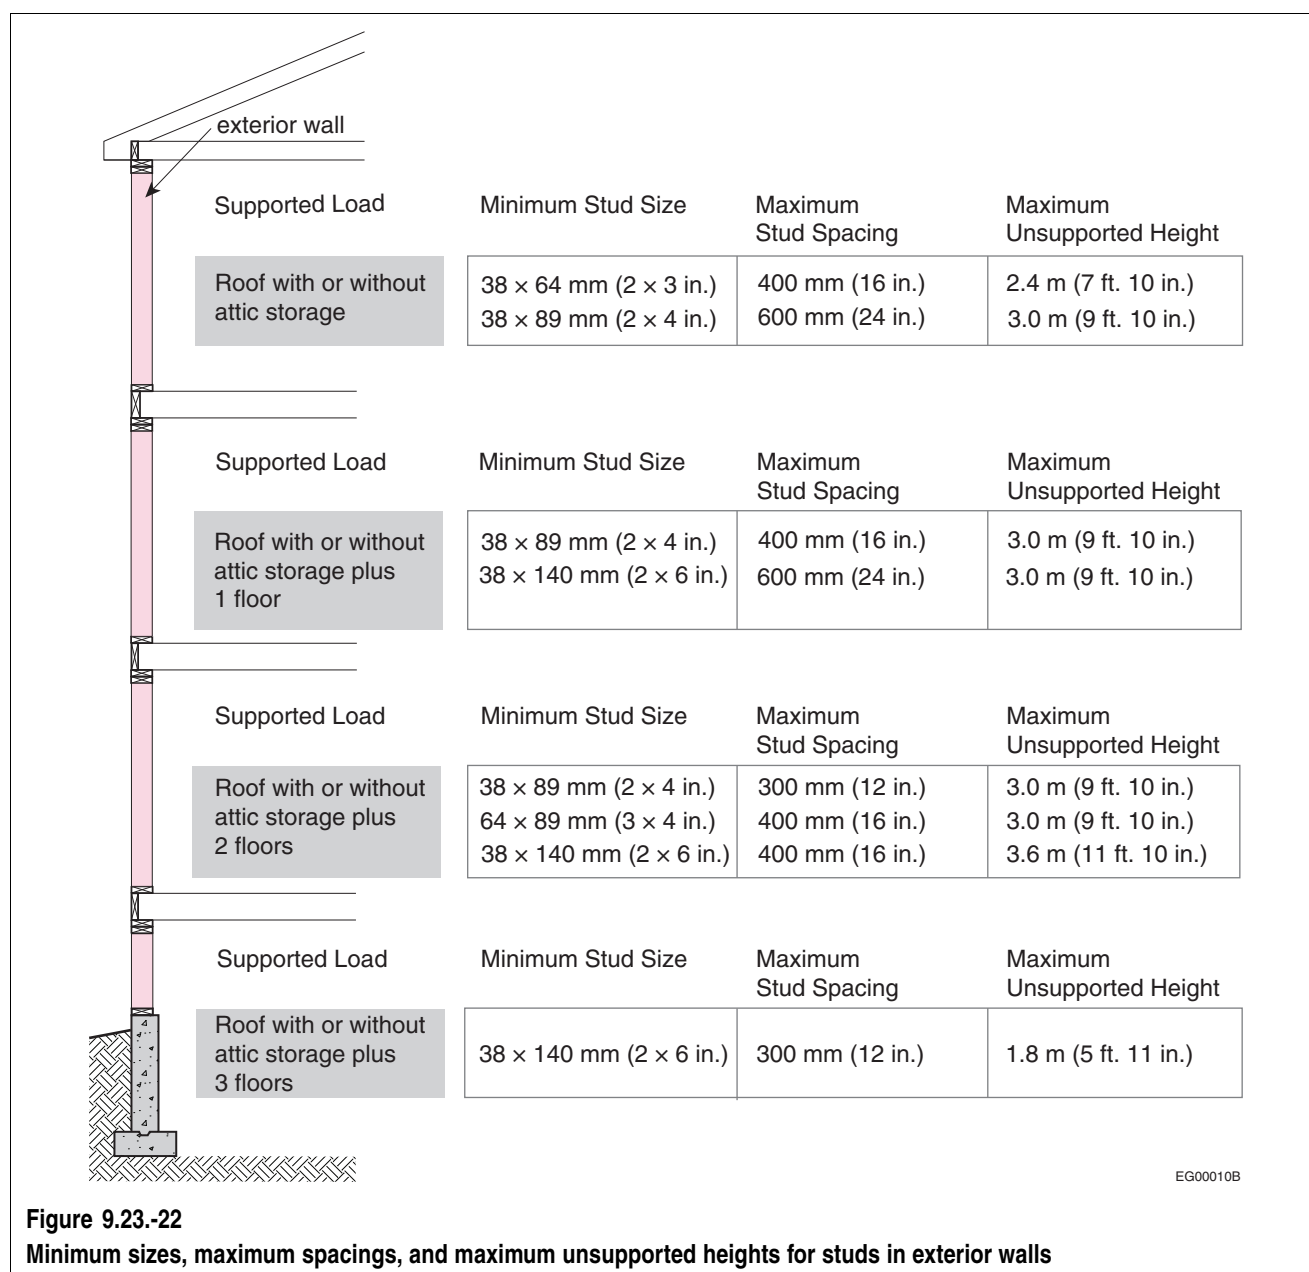 exterior wall
Supported Load Minimum Stud Size Maximum Maximum
Stud Spacing Unsupported Height
Roof with or without 38 × 64 mm (2 × 3 in.) 400 mm (16 in.) 2.4 m (7 ft. 10 in.)
attic storage 38 × 89 mm (2 × 4 in.) 600 mm (24 in.) 3.0 m (9 ft. 10 in.)
Supported Load Minimum Stud Size Maximum Maximum
Stud Spacing Unsupported Height
Roof with or without 38 × 89 mm (2 × 4 in.) 400 mm (16 in.) 3.0 m (9 ft. 10 in.)
attic storage plus 38 × 140 mm (2 × 6 in.) 600 mm (24 in.) 3.0 m (9 ft. 10 in.)
1 floor
Supported Load Minimum Stud Size Maximum Maximum
Stud Spacing Unsupported Height
Roof with or without 38 × 89 mm (2 × 4 in.) 300 mm (12 in.) 3.0 m (9 ft. 10 in.)
attic storage plus 64 × 89 mm (3 × 4 in.) 400 mm (16 in.) 3.0 m (9 ft. 10 in.)
2 floors 38 × 140 mm (2 × 6 in.) 400 mm (16 in.) 3.6 m (11 ft. 10 in.)
Supported Load Minimum Stud Size Maximum Maximum
Stud Spacing Unsupported Height
Roof with or without
attic storage plus 38 × 140 mm (2 × 6 in.) 300 mm (12 in.) 1.8 m (5 ft. 11 in.)
3 floors
EG00010B
Figure 9.23.-22
Minimum sizes, maximum spacings, and maximum unsupported heights for studs in exterior walls